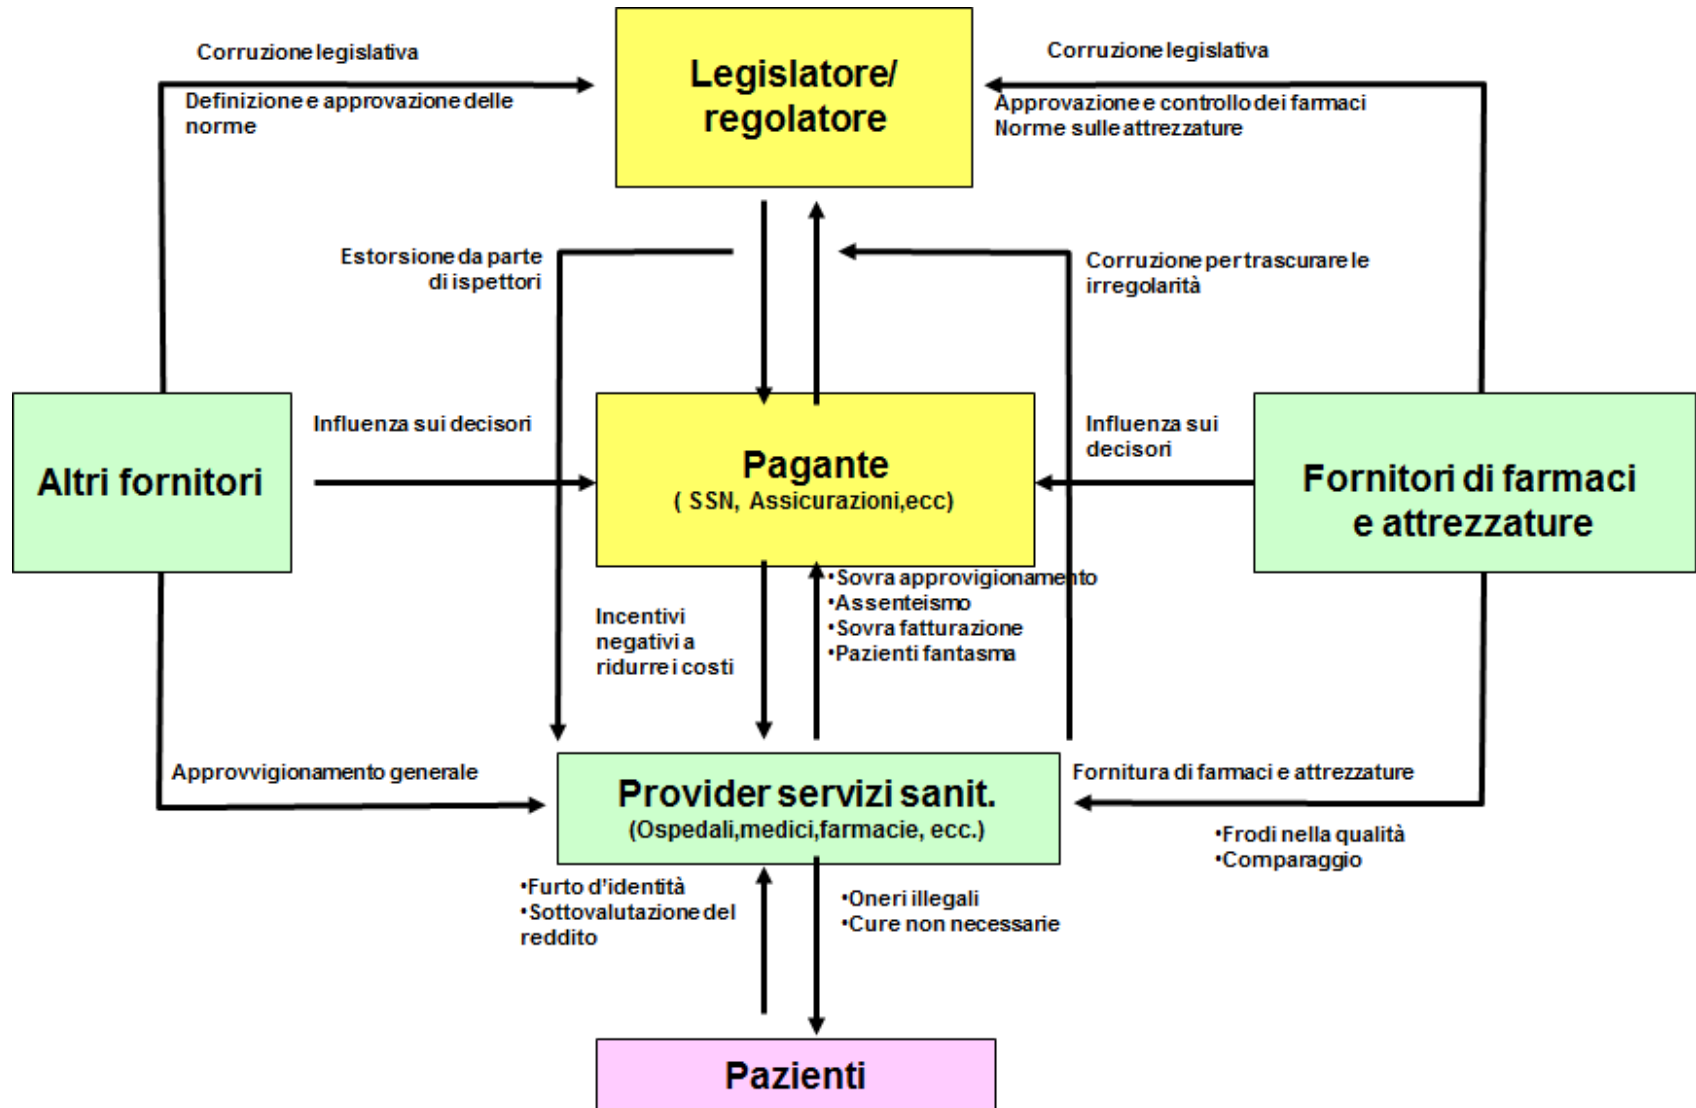 Corruzione legislativa
Definizione e approvazione delle
norme
Legislatore/
regolatore
Corruzione legislativa
Approvazione e controllo dei farmaci
Norme sulle attrezzature
Estorsione da parte
di ispettori
Corruzione per trascurare le
irregolarità
Altri fornitori
Influenza sui decisori
Pagante
( SSN, Assicurazioni,ecc)
Influenza sui
decisori
Fornitori di farmaci
e attrezzature
Incentivi
negativi a
ridurre i costi
•Sovra approvigionamento
•Assenteismo
•Sovra fatturazione
•Pazienti fantasma
Approvvigionamento generale
Provider servizi sanit.
(Ospedali,medici,farmacie, ecc.)
Fornitura di farmaci e attrezzature
•Frodi nella qualità
•Comparaggio
•Furto d'identità
•Sottovalutazione del
reddito
•Oneri illegali
•Cure non necessarie
Pazienti